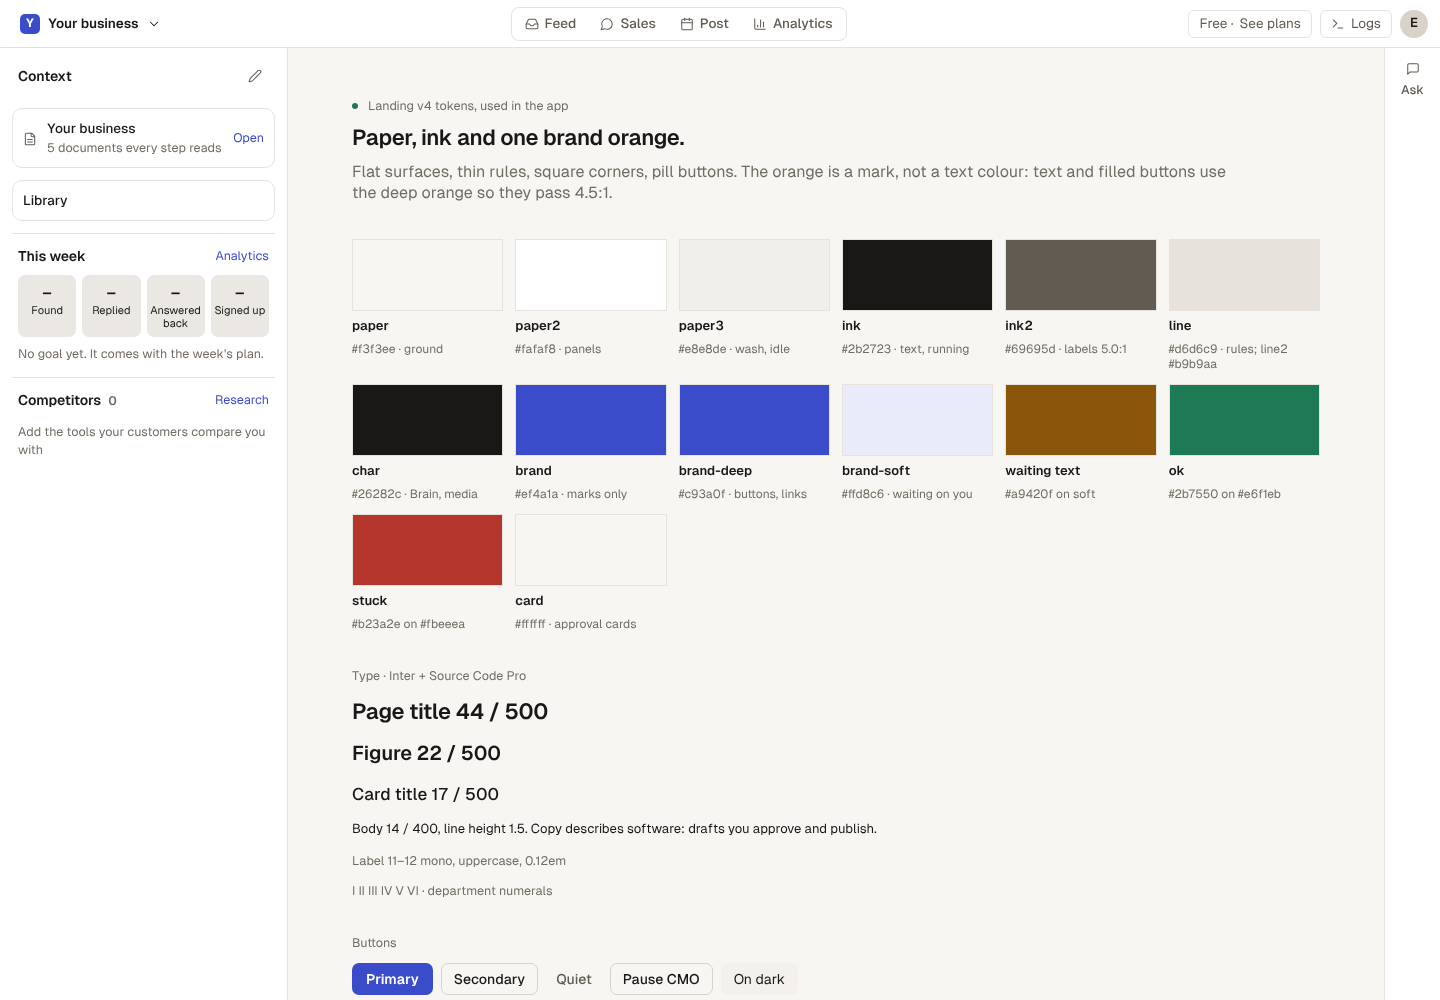 Y Your business
Feed
Sales
Post
Analytics
Free · See plans
Logs
E
Context
Your business
5 documents every step reads
Open
Library
This week
Analytics
– Found
– Replied
– Answered back
– Signed up
No goal yet. It comes with the week's plan.
Competitors 0
Research
Add the tools your customers compare you
with
Ask
Landing v4 tokens, used in the app
Paper, ink and one brand orange.
Flat surfaces, thin rules, square corners, pill buttons. The orange is a mark, not a text colour: text and filled buttons use
the deep orange so they pass 4.5:1.
paper
#f3f3ee · ground
paper2
#fafaf8 · panels
paper3
#e8e8de · wash, idle
ink
#2b2723 · text, running
ink2
#69695d · labels 5.0:1
line
#d6d6c9 · rules; line2
#b9b9aa
char
#26282c · Brain, media
brand
#ef4a1a · marks only
brand-deep
#c93a0f · buttons, links
brand-soft
#ffd8c6 · waiting on you
waiting text
#a9420f on soft
ok
#2b7550 on #e6f1eb
stuck
#b23a2e on #fbeeea
card
#ffffff · approval cards
Type · Inter + Source Code Pro
Page title 44 / 500
Figure 22 / 500
Card title 17 / 500
Body 14 / 400, line height 1.5. Copy describes software: drafts you approve and publish.
Label 11–12 mono, uppercase, 0.12em
I II III IV V VI · department numerals
Buttons
Primary
Secondary
Quiet
Pause CMO
On dark